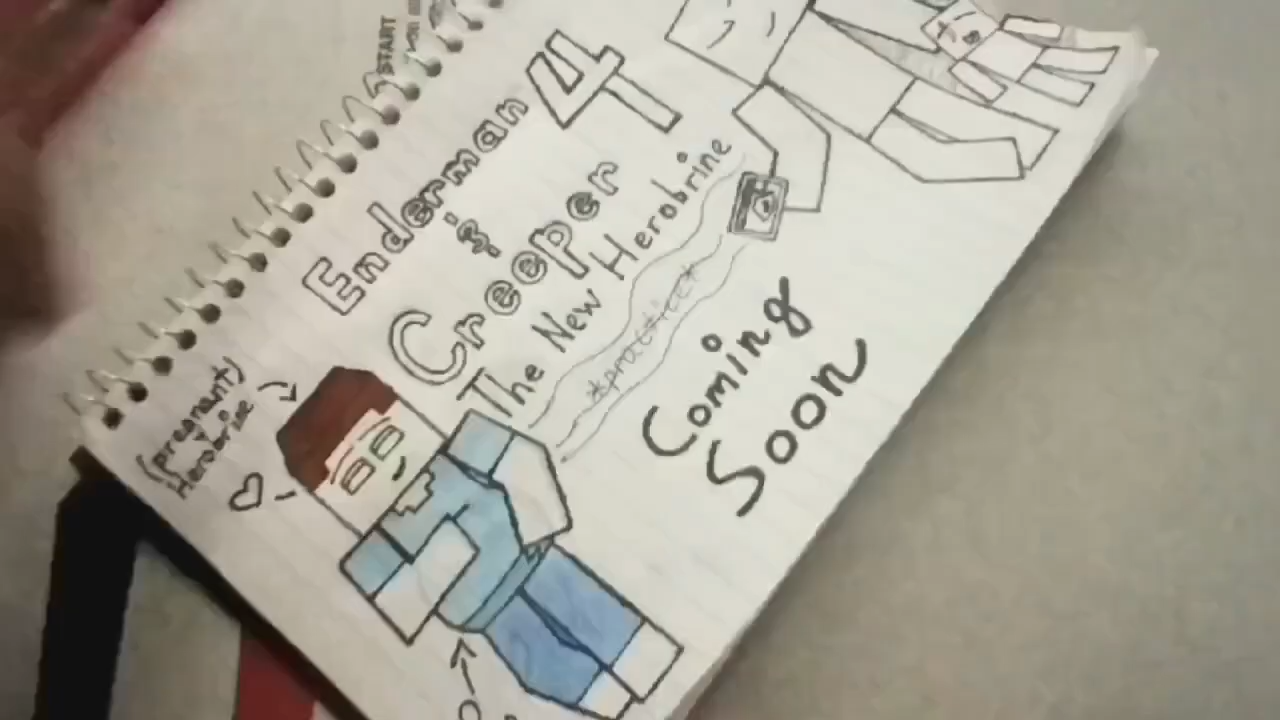 START
Enderman
4
&
Creeper
The New Herobrine
*practice*
Coming
Soon
(pregnant)
Herobrine